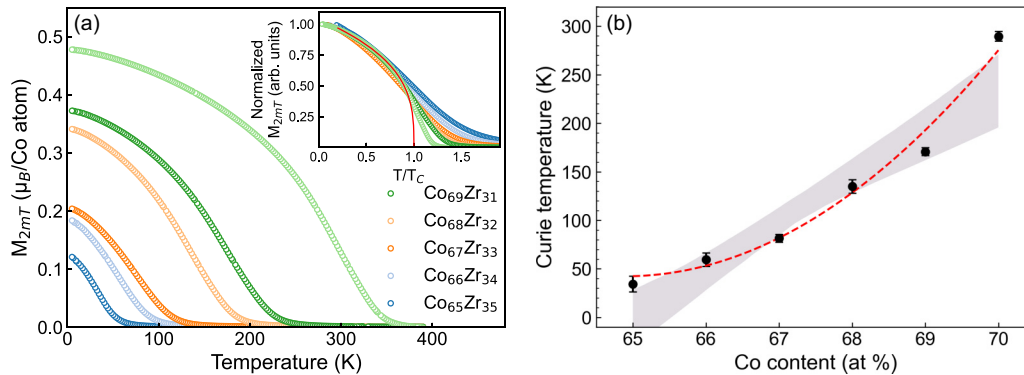 (a)
M2mT (μB/Co atom)
0.5
0.4
0.3
0.2
0.1
0.0
0
100
200
300
400
Temperature (K)
Normalized
M2mT (arb. units)
1.00
0.75
0.50
0.25
0.0
0.5
1.0
1.5
T/TC
Co69Zr31
Co68Zr32
Co67Zr33
Co66Zr34
Co65Zr35
(b)
Curie temperature (K)
300
250
200
150
100
50
0
65
66
67
68
69
70
Co content (at %)